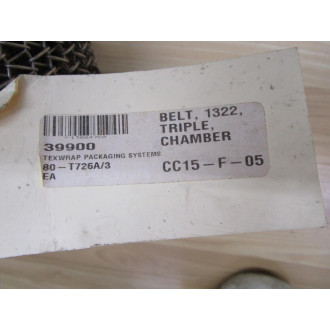 39900
TEXWRAP PACKAGING SYSTEMS
80-T726A/3
EA
BELT, 1322,
TRIPLE,
CHAMBER
CC15-F-05